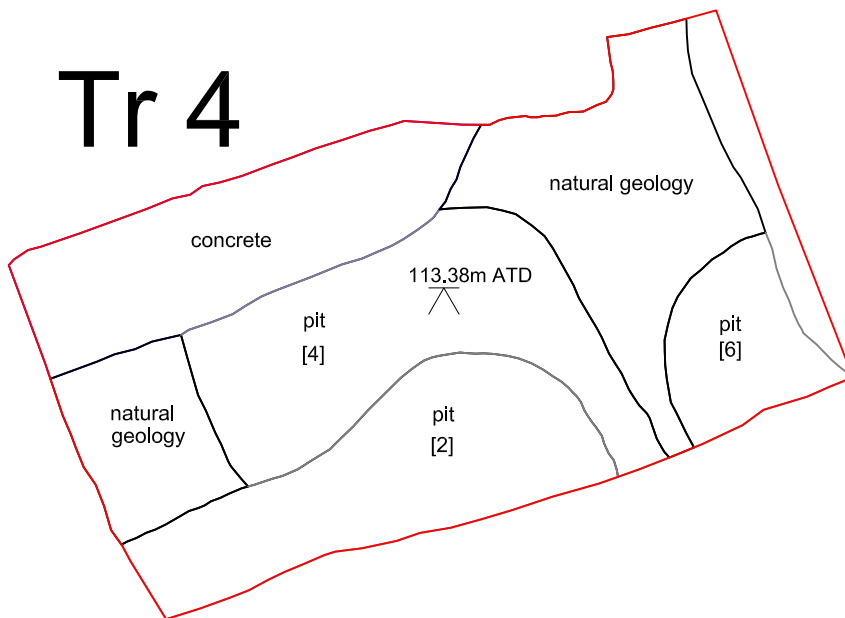 Tr 4
natural geology
concrete
113.38m ATD
pit
[4]
pit
[6]
natural
geology
pit
[2]